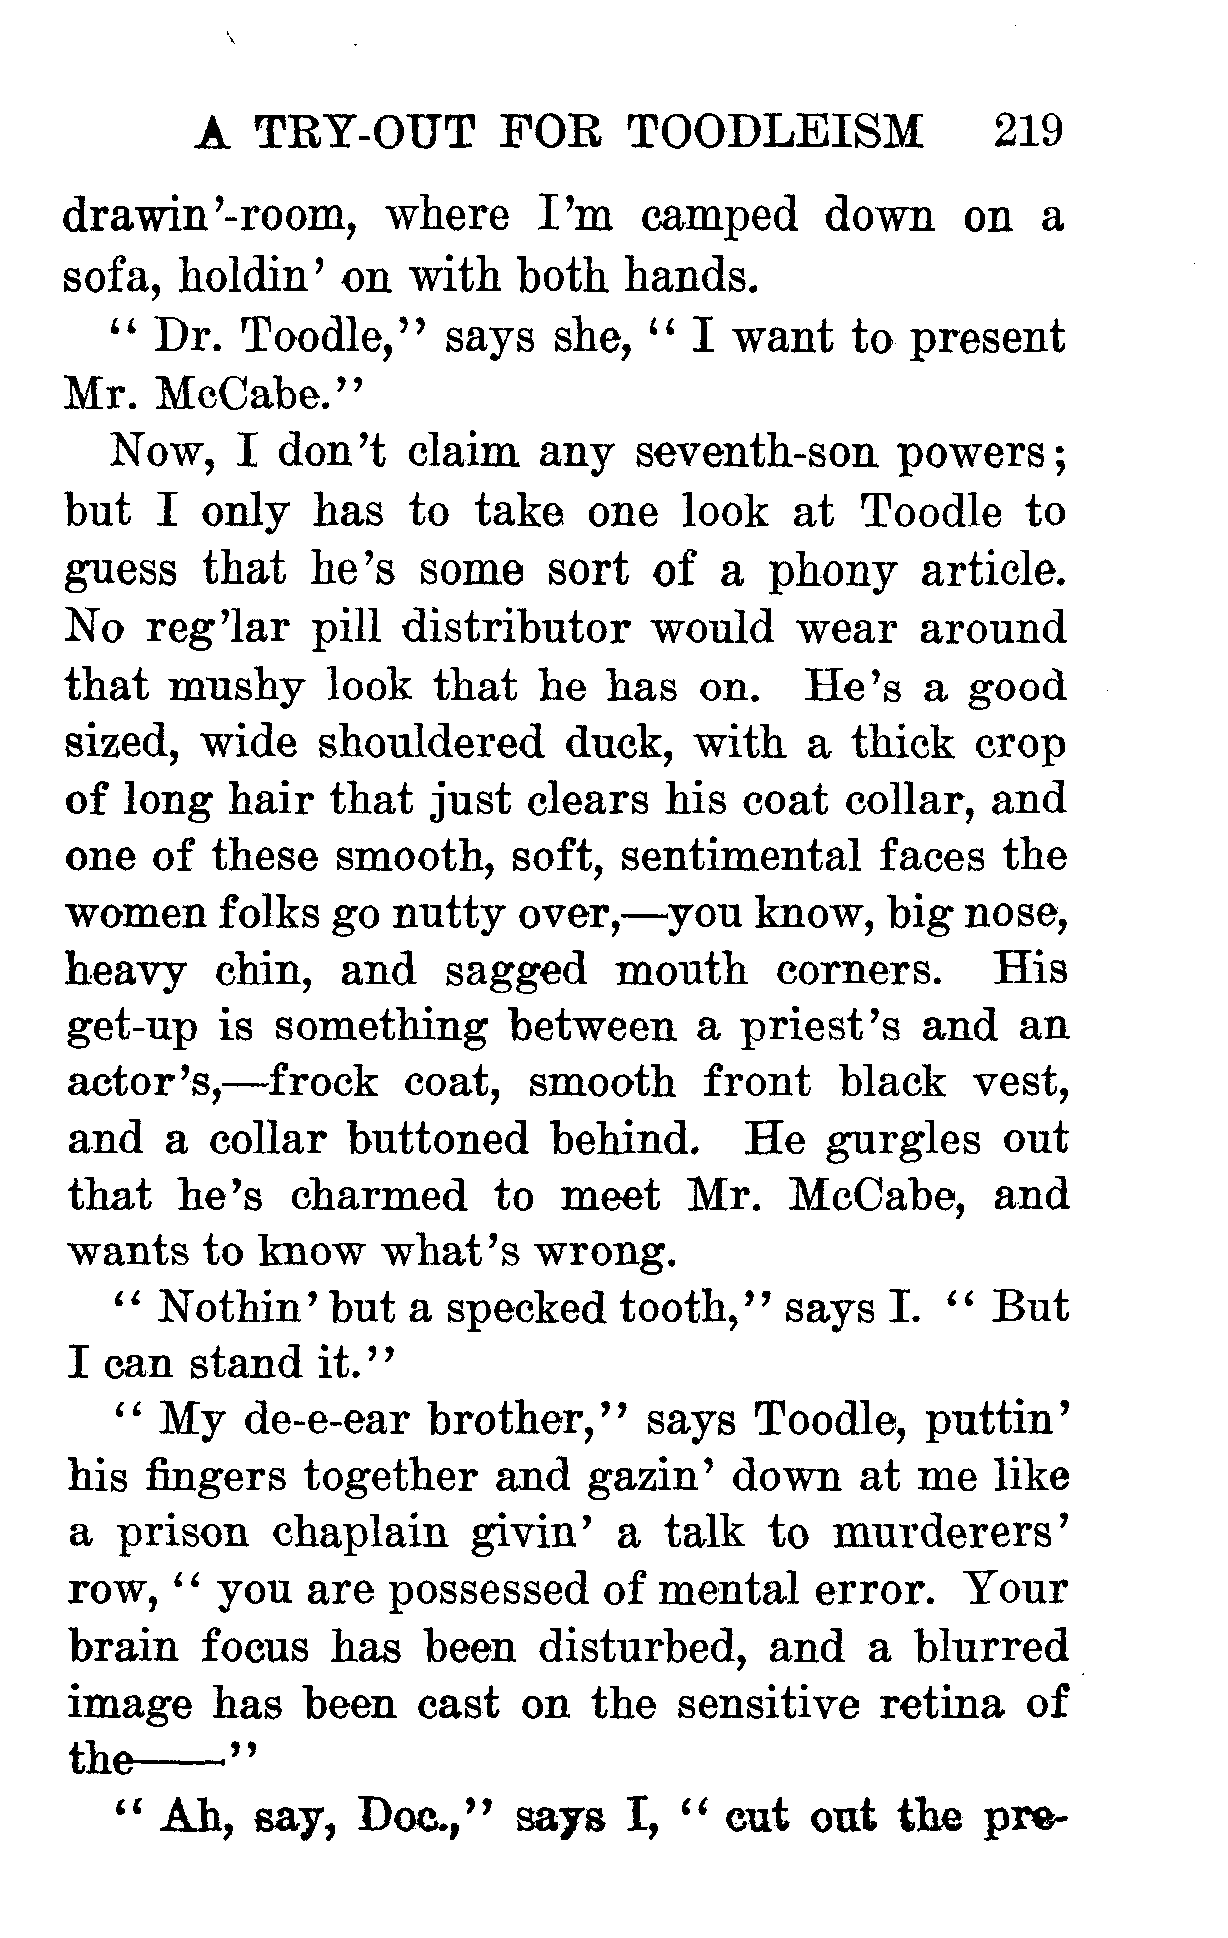 A TRY-OUT FOR TOODLEISM 219
drawin'-room, where I'm camped down on a
sofa, holdin' on with both hands.
" Dr. Toodle," says she, " I want to present
Mr. McCabe."
Now, I don't claim any seventh-son powers;
but I only has to take one look at Toodle to
guess that he's some sort of a phony article.
No reg'lar pill distributor would wear around
that mushy look that he has on. He's a good
sized, wide shouldered duck, with a thick crop
of long hair that just clears his coat collar, and
one of these smooth, soft, sentimental faces the
women folks go nutty over,—you know, big nose,
heavy chin, and sagged mouth corners. His
get-up is something between a priest's and an
actor's,—frock coat, smooth front black vest,
and a collar buttoned behind. He gurgles out
that he's charmed to meet Mr. McCabe, and
wants to know what's wrong.
" Nothin' but a specked tooth," says I. " But
I can stand it."
" My de-e-ear brother," says Toodle, puttin'
his fingers together and gazin' down at me like
a prison chaplain givin' a talk to murderers'
row, " you are possessed of mental error. Your
brain focus has been disturbed, and a blurred
image has been cast on the sensitive retina of
the——"
" Ah, say, Doc.," says I, " cut out the pre-